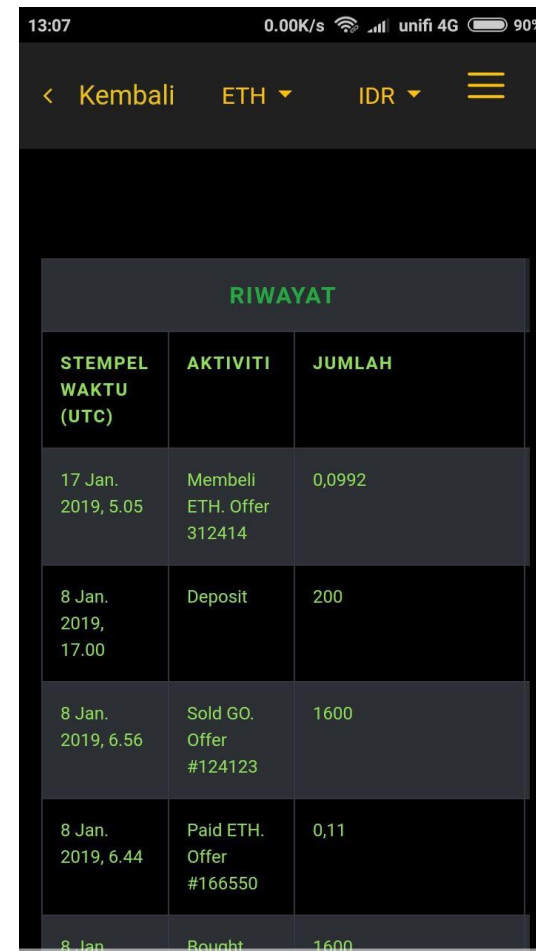 13:07 0.00K/s unifi 4G 90%
Kembali ETH IDR
RIWAYAT
STEMPEL WAKTU (UTC) AKTIVITI JUMLAH
17 Jan. 2019, 5.05 Membeli ETH. Offer 312414 0,0992
8 Jan. 2019, 17.00 Deposit 200
8 Jan. 2019, 6.56 Sold GO. Offer #124123 1600
8 Jan. 2019, 6.44 Paid ETH. Offer #166550 0,11
8 Jan. Bought 1600